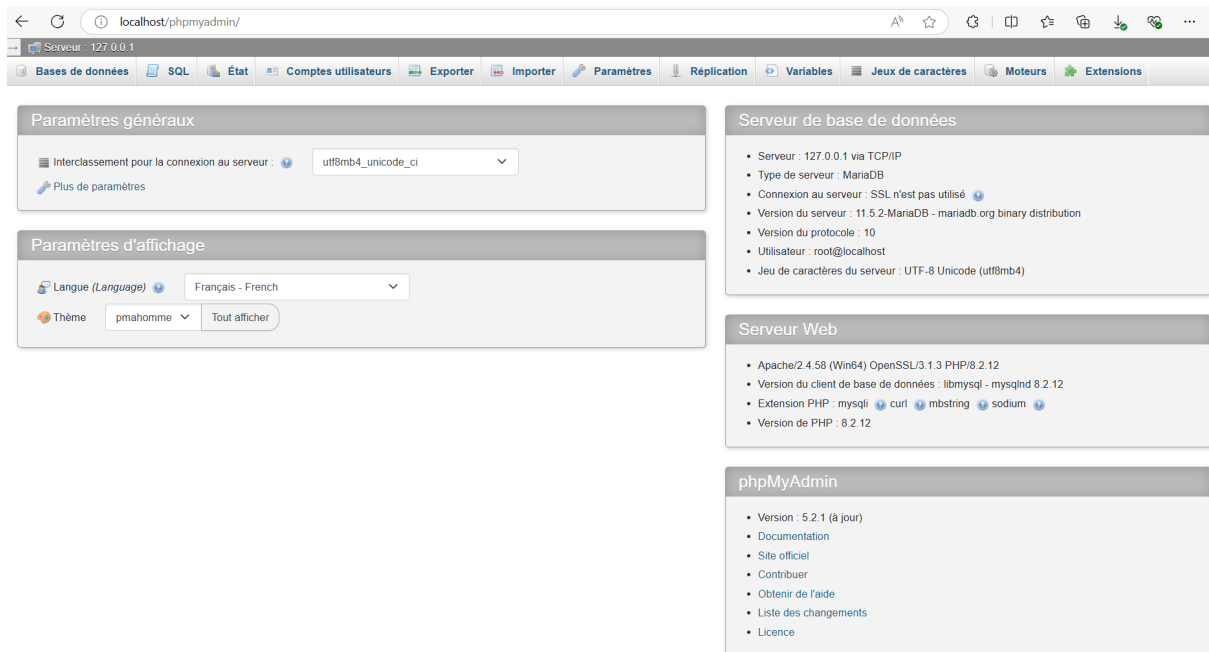 localhost/phpmyadmin/
Serveur : 127.0.0.1
Bases de données SQL État Comptes utilisateurs Exporter Importer Paramètres Réplication Variables Jeux de caractères Moteurs Extensions
Paramètres généraux
Interclassement pour la connexion au serveur : utf8mb4_unicode_ci
Plus de paramètres
Paramètres d'affichage
Langue (Language) Français - French
Thème pmahomme Tout afficher
Serveur de base de données
• Serveur : 127.0.0.1 via TCP/IP
• Type de serveur : MariaDB
• Connexion au serveur : SSL n'est pas utilisé
• Version du serveur : 11.5.2-MariaDB - mariadb.org binary distribution
• Version du protocole : 10
• Utilisateur : root@localhost
• Jeu de caractères du serveur : UTF-8 Unicode (utf8mb4)
Serveur Web
• Apache/2.4.58 (Win64) OpenSSL/3.1.3 PHP/8.2.12
• Version du client de base de données : libmysql - mysqlnd 8.2.12
• Extension PHP : mysqli curl mbstring sodium
• Version de PHP : 8.2.12
phpMyAdmin
• Version : 5.2.1 (à jour)
• Documentation
• Site officiel
• Contribuer
• Obtenir de l'aide
• Liste des changements
• Licence